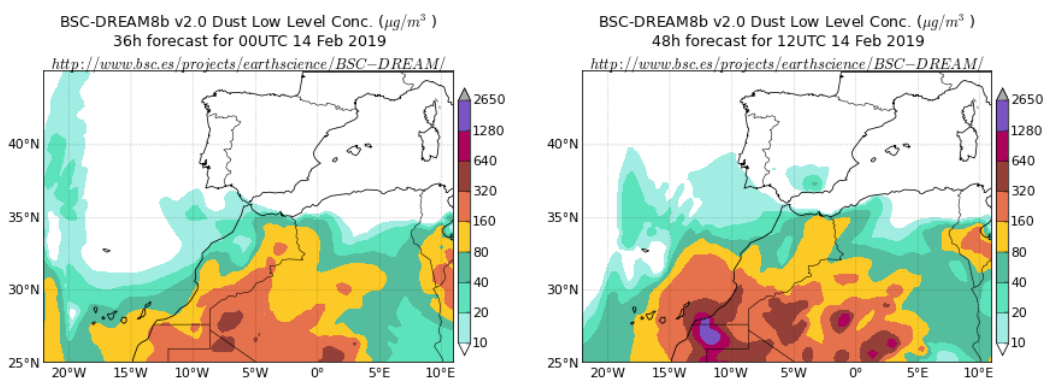 BSC-DREAM8b v2.0 Dust Low Level Conc. (μg/m³ )
36h forecast for 00UTC 14 Feb 2019
http://www.bsc.es/projects/earthscience/BSC−DREAM/
40°N
35°N
30°N
25°N
20°W 15°W 10°W 5°W 0° 5°E 10°E
2650
1280
640
320
160
80
40
20
10
BSC-DREAM8b v2.0 Dust Low Level Conc. (μg/m³ )
48h forecast for 12UTC 14 Feb 2019
http://www.bsc.es/projects/earthscience/BSC−DREAM/
40°N
35°N
30°N
25°N
20°W 15°W 10°W 5°W 0° 5°E 10°E
2650
1280
640
320
160
80
40
20
10